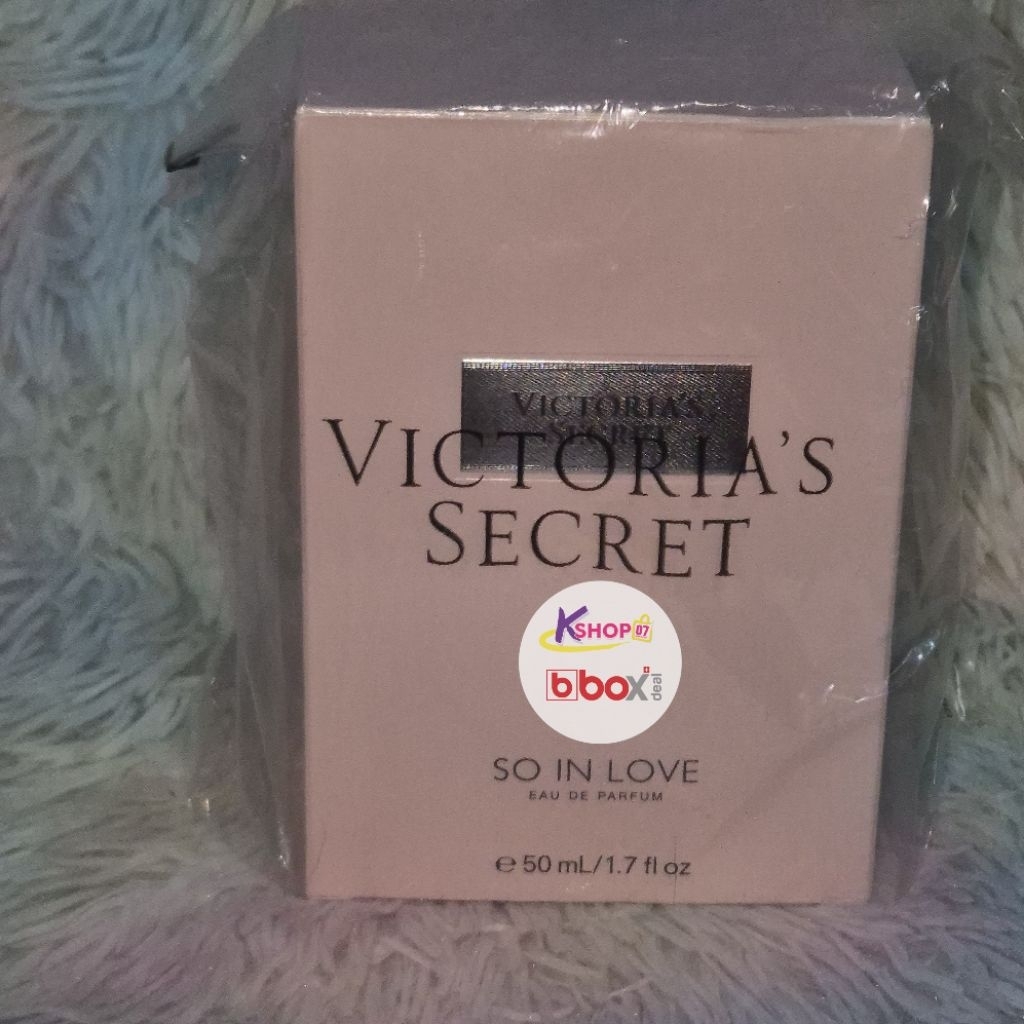 VICTORIA'S
SECRET
VICTORIA'S
SECRET
KSHOP 07
bbox deal
SO IN LOVE
EAU DE PARFUM
℮ 50 mL/1.7 fl oz